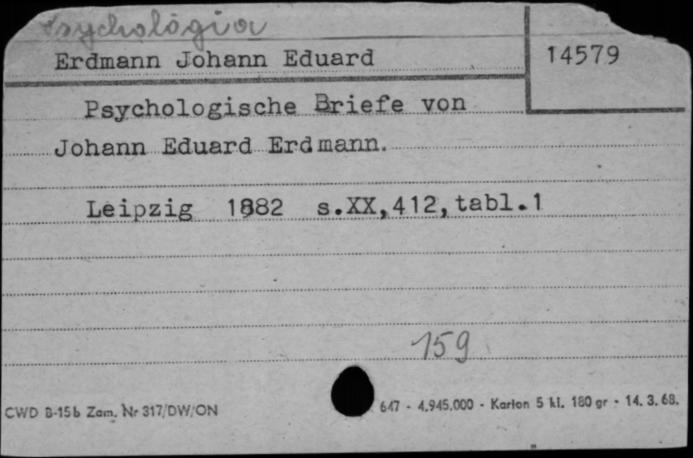 Psychologia
Erdmann Johann Eduard
14579
Psychologische Briefe von
Johann Eduard Erdmann.
Leipzig 1882 s.XX,412,tabl.1
159
CWD B-15b Zam. Nr 317/DW/ON
647 - 4.945.000 - Karton 5 kl. 180 gr - 14. 3. 68.